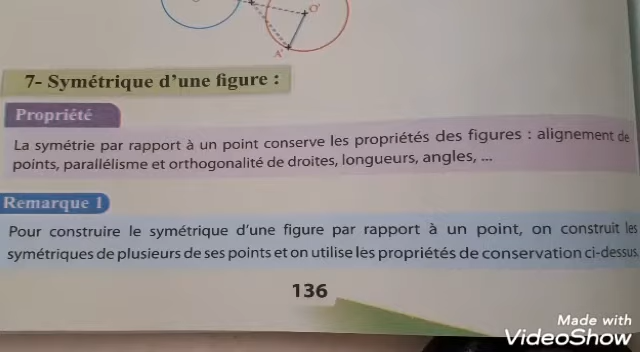 O'
A'
7- Symétrique d'une figure :
Propriété
La symétrie par rapport à un point conserve les propriétés des figures : alignement de
points, parallélisme et orthogonalité de droites, longueurs, angles, ...
Remarque 1
Pour construire le symétrique d'une figure par rapport à un point, on construit les
symétriques de plusieurs de ses points et on utilise les propriétés de conservation ci-dessus.
136
Made with
VideoShow